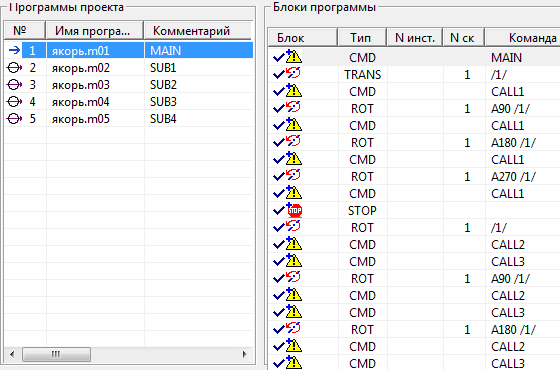 Программы проекта
№ Имя програ... Комментарий
1 якорь.m01 MAIN
2 якорь.m02 SUB1
3 якорь.m03 SUB2
4 якорь.m04 SUB3
5 якорь.m05 SUB4
Блоки программы
Блок Тип N инст. N ск Команда
CMD MAIN
TRANS 1 /1/
CMD CALL1
ROT 1 A90 /1/
CMD CALL1
ROT 1 A180 /1/
CMD CALL1
ROT 1 A270 /1/
CMD CALL1
STOP STOP
ROT 1 /1/
CMD CALL2
CMD CALL3
ROT 1 A90 /1/
CMD CALL2
CMD CALL3
ROT 1 A180 /1/
CMD CALL2
CMD CALL3